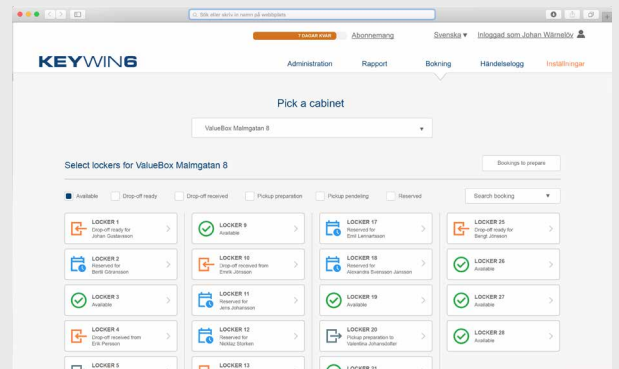 Sök eller skriv in namn på webbplats
7 DAGAR KVAR
Abonnemang
Svenska ▾
Inloggad som Johan Wärnelöv
KEYWIN6
Administration
Rapport
Bokning
Händelselogg
Inställningar
Pick a cabinet
ValueBox Malmgatan 8
Select lockers for ValueBox Malmgatan 8
Bookings to prepare
Available
Drop-off ready
Drop-off received
Pickup preparation
Pickup pendeling
Reserved
Search booking
LOCKER 1
Drop-off ready for
Johan Gustavsson
LOCKER 9
Available
LOCKER 17
Reserved for
Emil Lennartsson
LOCKER 25
Drop-off ready for
Bengt Jönsson
LOCKER 2
Reserved for
Bertil Göransson
LOCKER 10
Drop-off received from
Emrik Jönsson
LOCKER 18
Reserved for
Alexandra Svensson Jansson
LOCKER 26
Available
LOCKER 3
Available
LOCKER 11
Reserved for
Jens Johansson
LOCKER 19
Available
LOCKER 27
Available
LOCKER 4
Drop-off received from
Erik Persson
LOCKER 12
Reserved for
Nicklaz Storken
LOCKER 20
Pickup preparation to
Valentina Johansdotter
LOCKER 28
Available
LOCKER 5
LOCKER 13
LOCKER 21